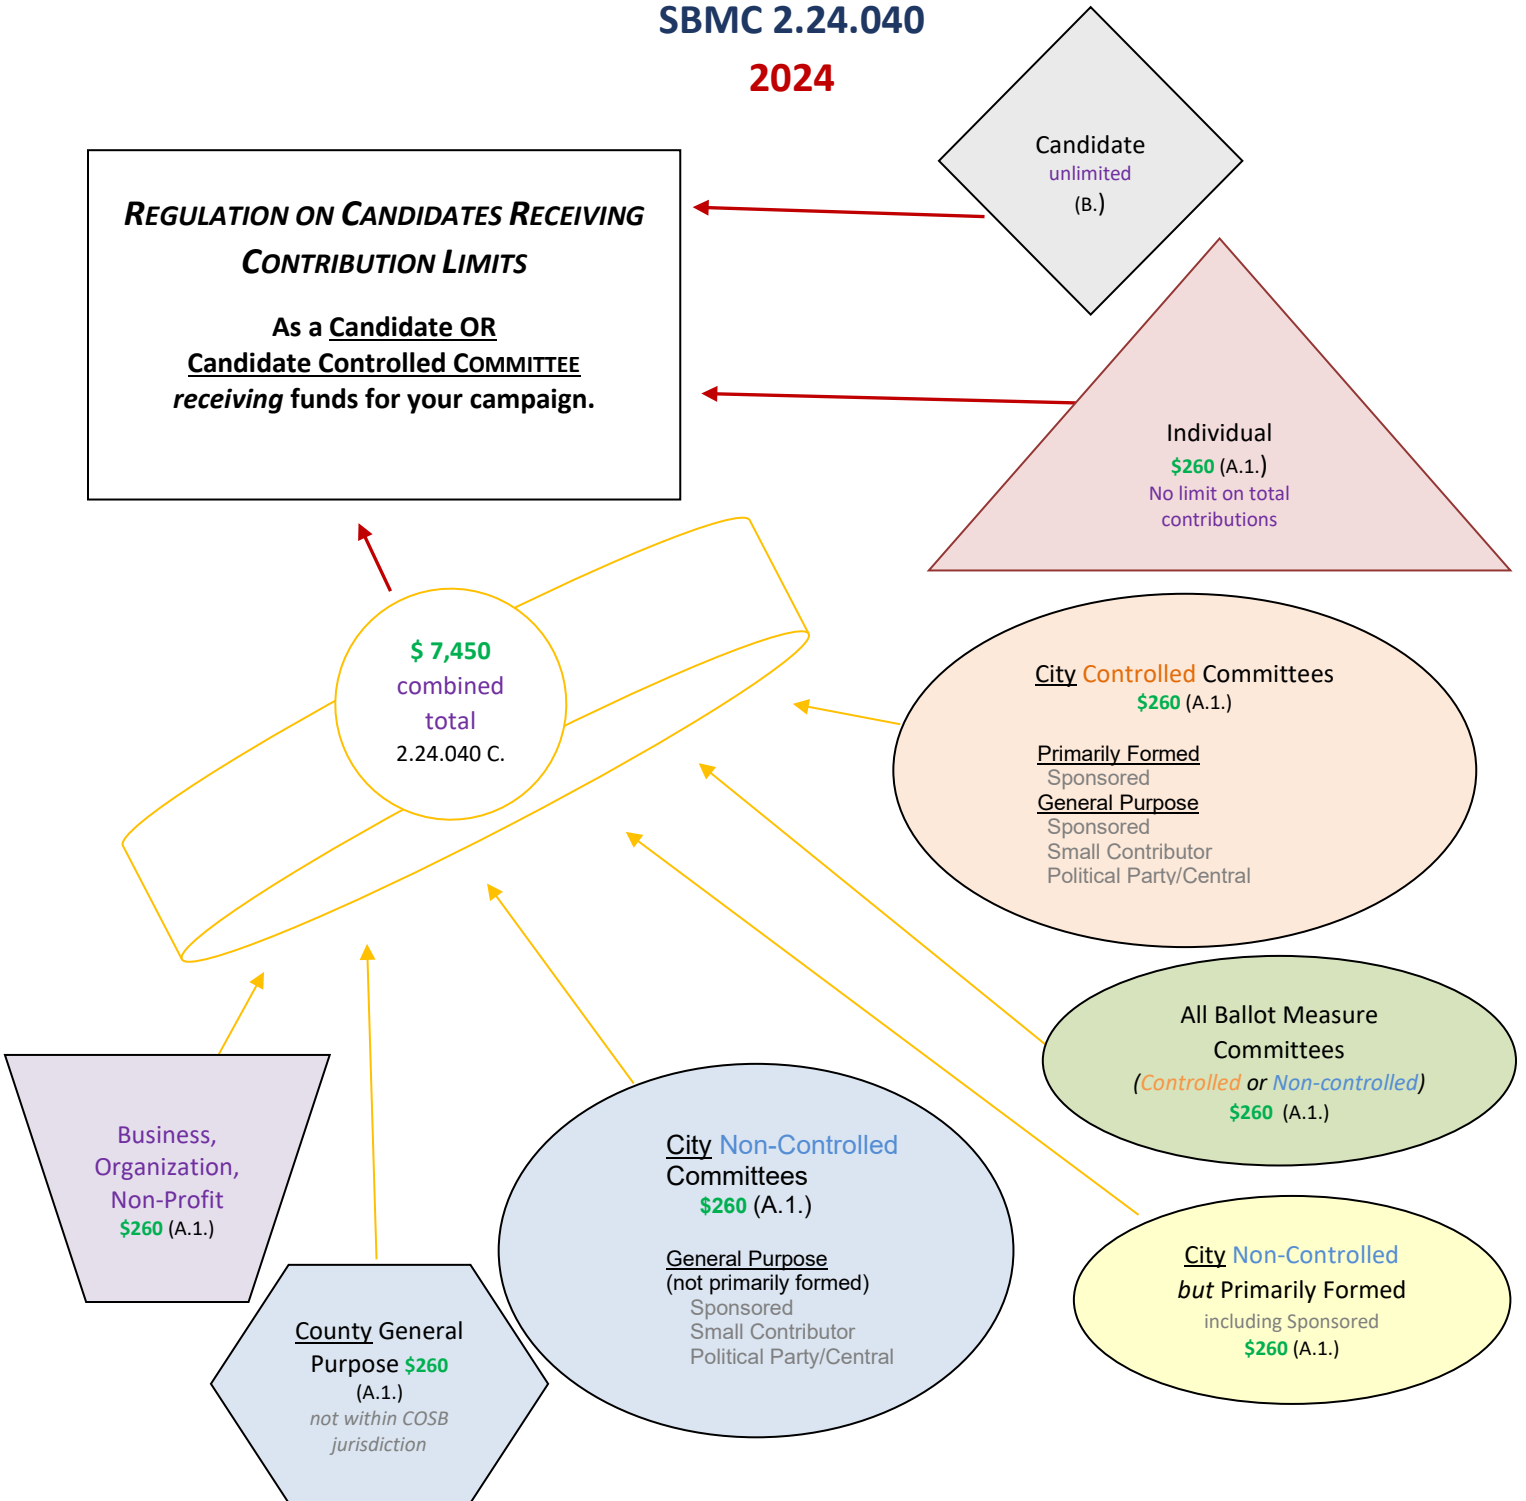 SBMC 2.24.040
2024
Candidate
unlimited
(B.)
REGULATION ON CANDIDATES RECEIVING
CONTRIBUTION LIMITS
As a Candidate OR
Candidate Controlled COMMITTEE
receiving funds for your campaign.
Individual
$260 (A.1.)
No limit on total
contributions
$ 7,450
combined
total
2.24.040 C.
City Controlled Committees
$260 (A.1.)
Primarily Formed
Sponsored
General Purpose
Sponsored
Small Contributor
Political Party/Central
All Ballot Measure
Committees
(Controlled or Non-controlled)
$260 (A.1.)
Business,
Organization,
Non-Profit
$260 (A.1.)
City Non-Controlled
Committees
$260 (A.1.)
General Purpose
(not primarily formed)
Sponsored
Small Contributor
Political Party/Central
City Non-Controlled
but Primarily Formed
including Sponsored
$260 (A.1.)
County General
Purpose $260
(A.1.)
not within COSB
jurisdiction